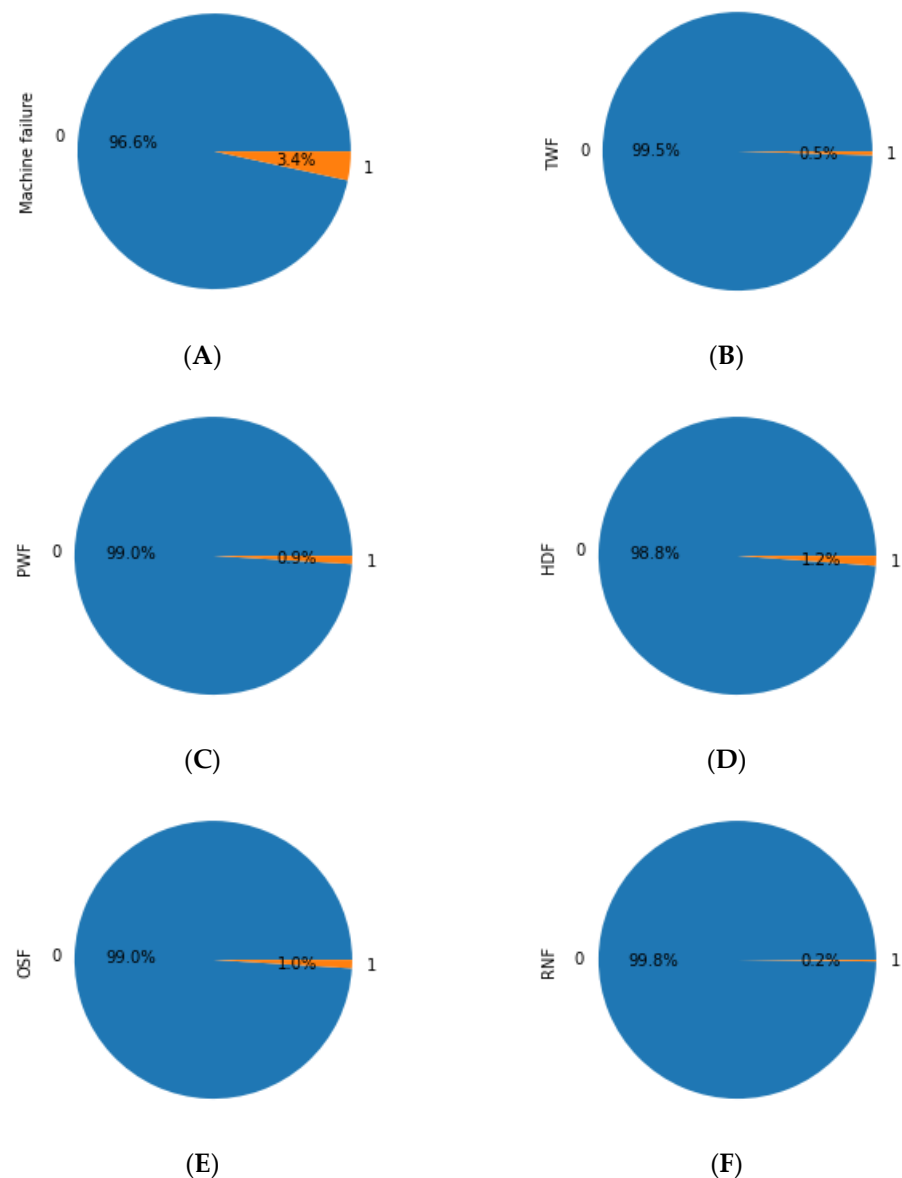 Machine failure
0
96.6%
3.4%
1
(A)
TWF
0
99.5%
0.5%
1
(B)
PWF
0
99.0%
0.9%
1
(C)
HDF
0
98.8%
1.2%
1
(D)
OSF
0
99.0%
1.0%
1
(E)
RNF
0
99.8%
0.2%
1
(F)